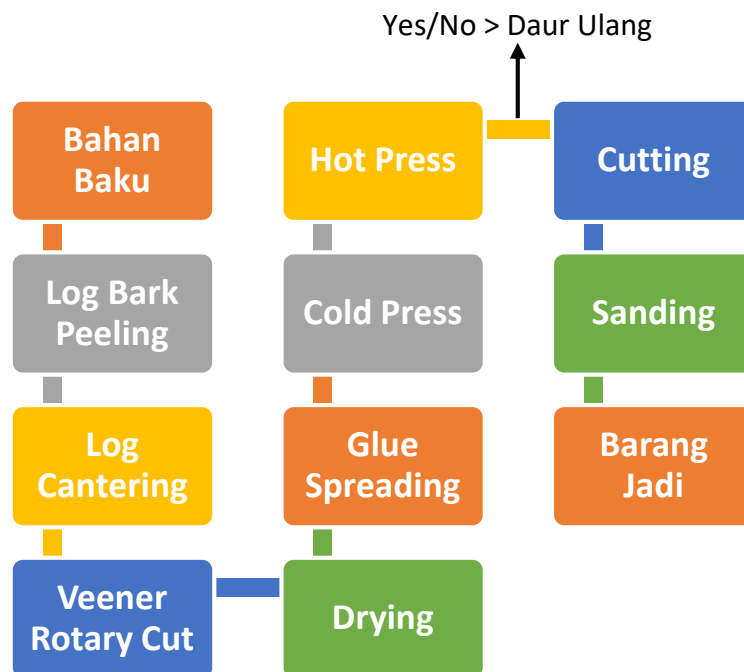 Yes/No > Daur Ulang
Bahan
Baku
Log Bark
Peeling
Log
Cantering
Veener
Rotary Cut
Drying
Glue
Spreading
Cold Press
Hot Press
Cutting
Sanding
Barang
Jadi